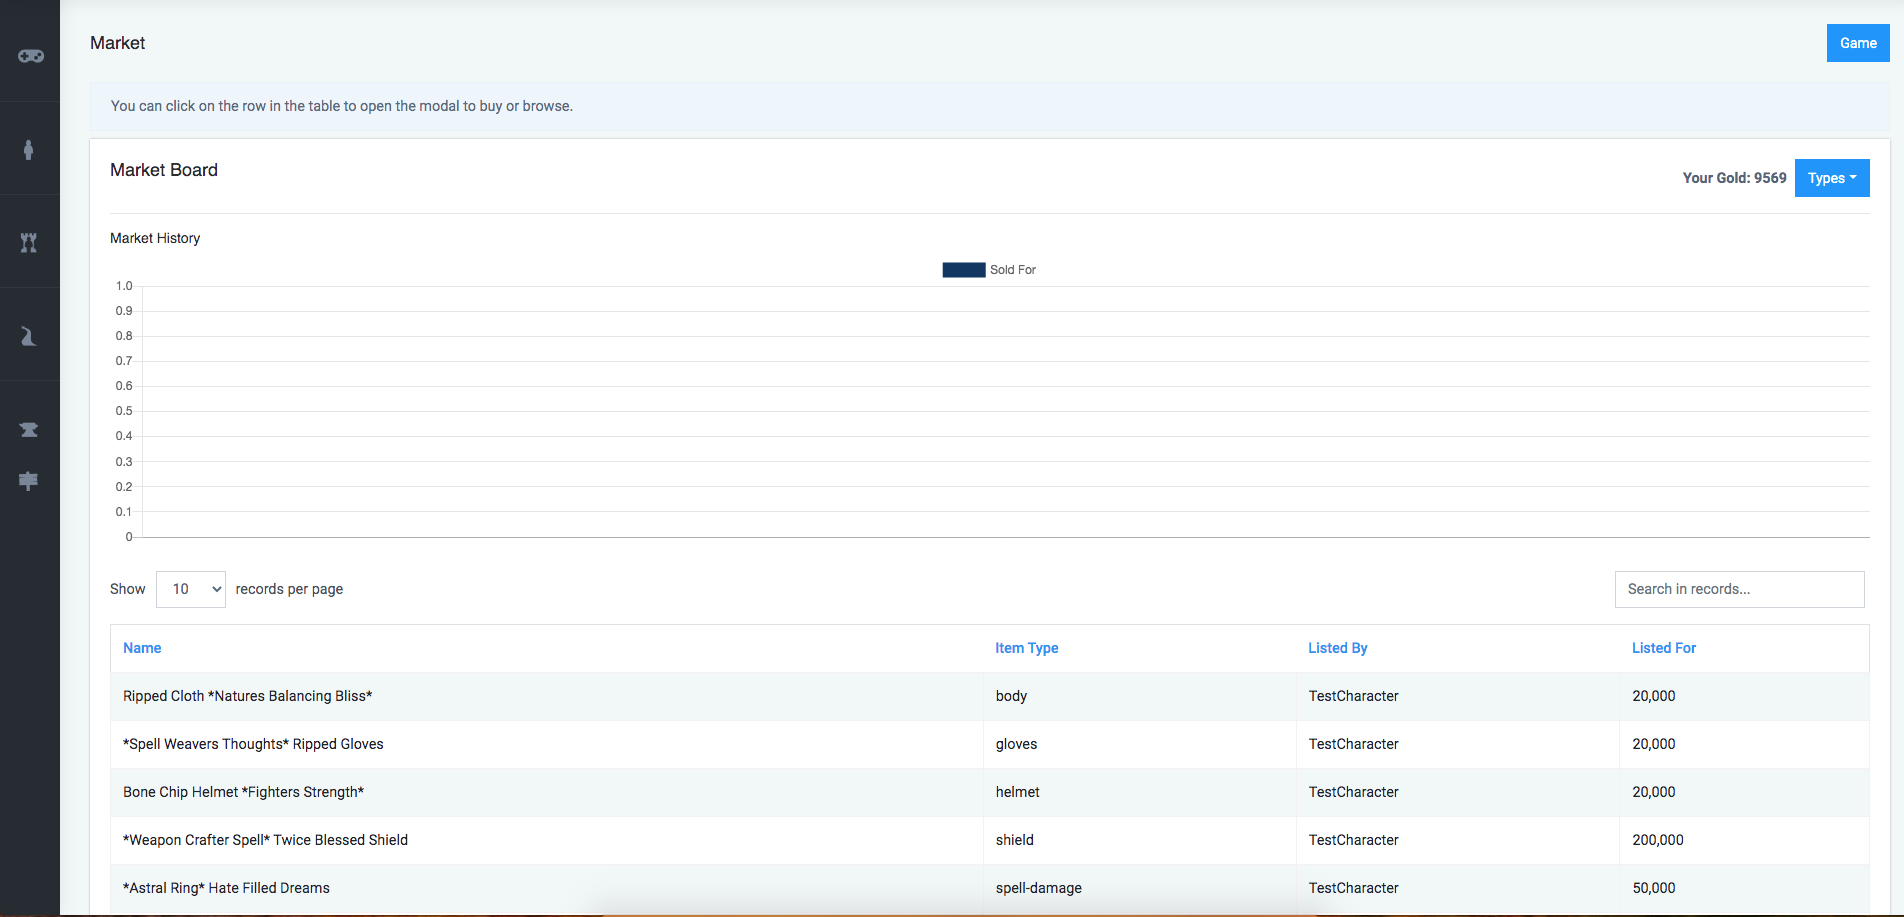 Market
Game
You can click on the row in the table to open the modal to buy or browse.
Market Board
Your Gold: 9569
Types
Market History
Sold For
1.0
0.9
0.8
0.7
0.6
0.5
0.4
0.3
0.2
0.1
0
Show 10 records per page
Search in records...
Name Item Type Listed By Listed For
Ripped Cloth *Natures Balancing Bliss* body TestCharacter 20,000
*Spell Weavers Thoughts* Ripped Gloves gloves TestCharacter 20,000
Bone Chip Helmet *Fighters Strength* helmet TestCharacter 20,000
*Weapon Crafter Spell* Twice Blessed Shield shield TestCharacter 200,000
*Astral Ring* Hate Filled Dreams spell-damage TestCharacter 50,000